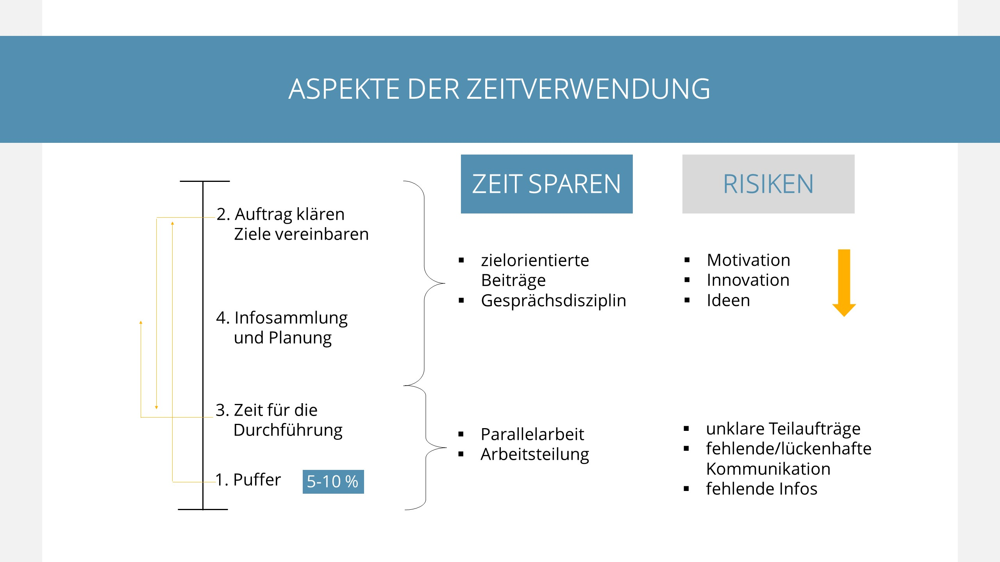 ASPEKTE DER ZEITVERWENDUNG
2. Auftrag klären
Ziele vereinbaren
4. Infosammlung
und Planung
3. Zeit für die
Durchführung
1. Puffer
5-10 %
ZEIT SPAREN
▪ zielorientierte
Beiträge
▪ Gesprächsdisziplin
▪ Parallelarbeit
▪ Arbeitsteilung
RISIKEN
▪ Motivation
▪ Innovation
▪ Ideen
▪ unklare Teilaufträge
▪ fehlende/lückenhafte
Kommunikation
▪ fehlende Infos